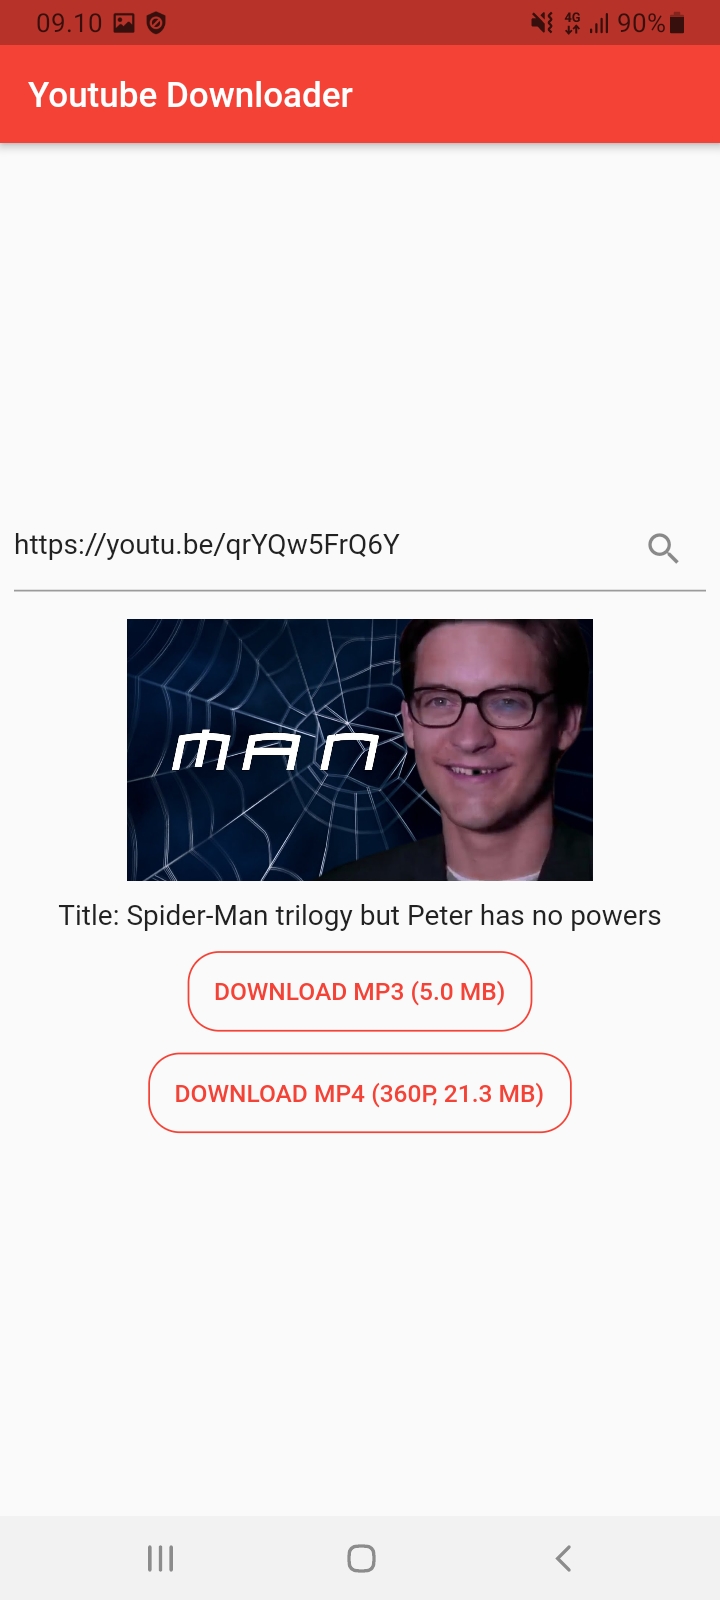 09.10
4G
90%
Youtube Downloader
https://youtu.be/qrYQw5FrQ6Y
MAN
Title: Spider-Man trilogy but Peter has no powers
DOWNLOAD MP3 (5.0 MB)
DOWNLOAD MP4 (360P, 21.3 MB)